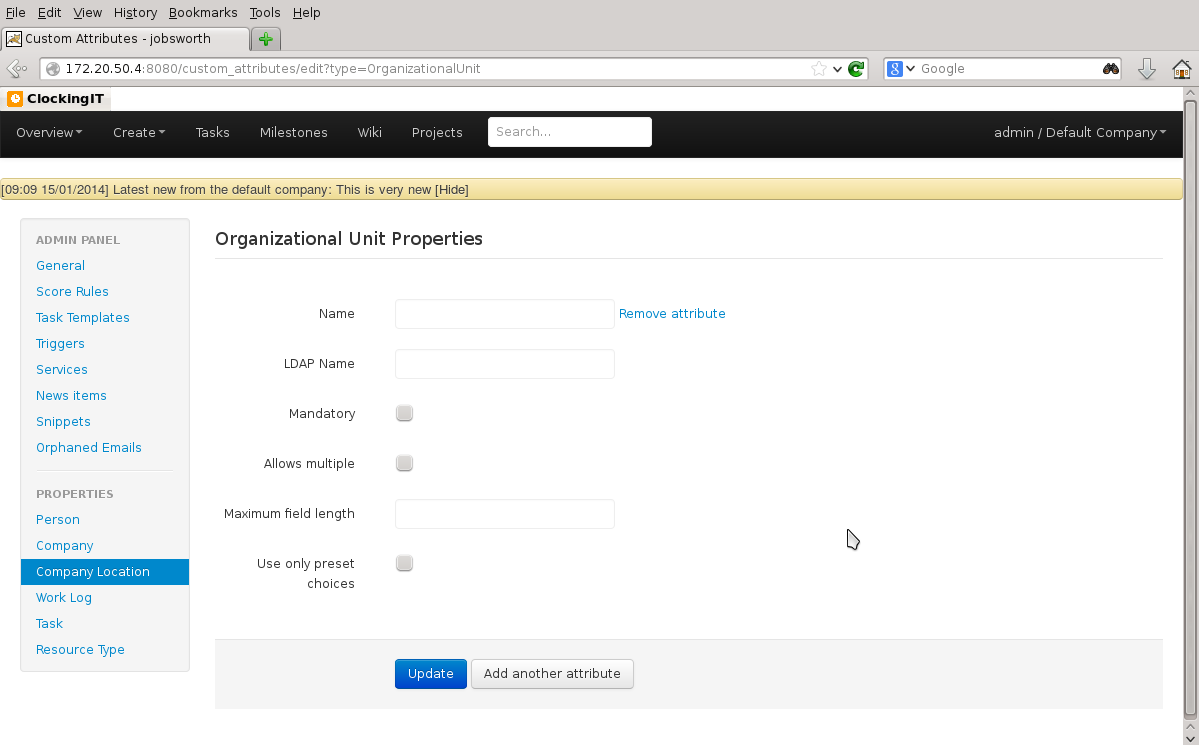 File Edit View History Bookmarks Tools Help
Custom Attributes - jobsworth
172.20.50.4:8080/custom_attributes/edit?type=OrganizationalUnit
8 Google
ClockingIT
Overview Create Tasks Milestones Wiki Projects Search... admin / Default Company
[09:09 15/01/2014] Latest new from the default company: This is very new [Hide]
ADMIN PANEL
General
Score Rules
Task Templates
Triggers
Services
News items
Snippets
Orphaned Emails
PROPERTIES
Person
Company
Company Location
Work Log
Task
Resource Type
Organizational Unit Properties
Name Remove attribute
LDAP Name
Mandatory
Allows multiple
Maximum field length
Use only preset
choices
Update Add another attribute